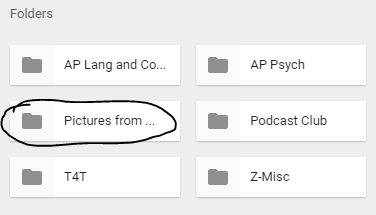 Folders
AP Lang and Co...
AP Psych
Pictures from ...
Podcast Club
T4T
Z-Misc